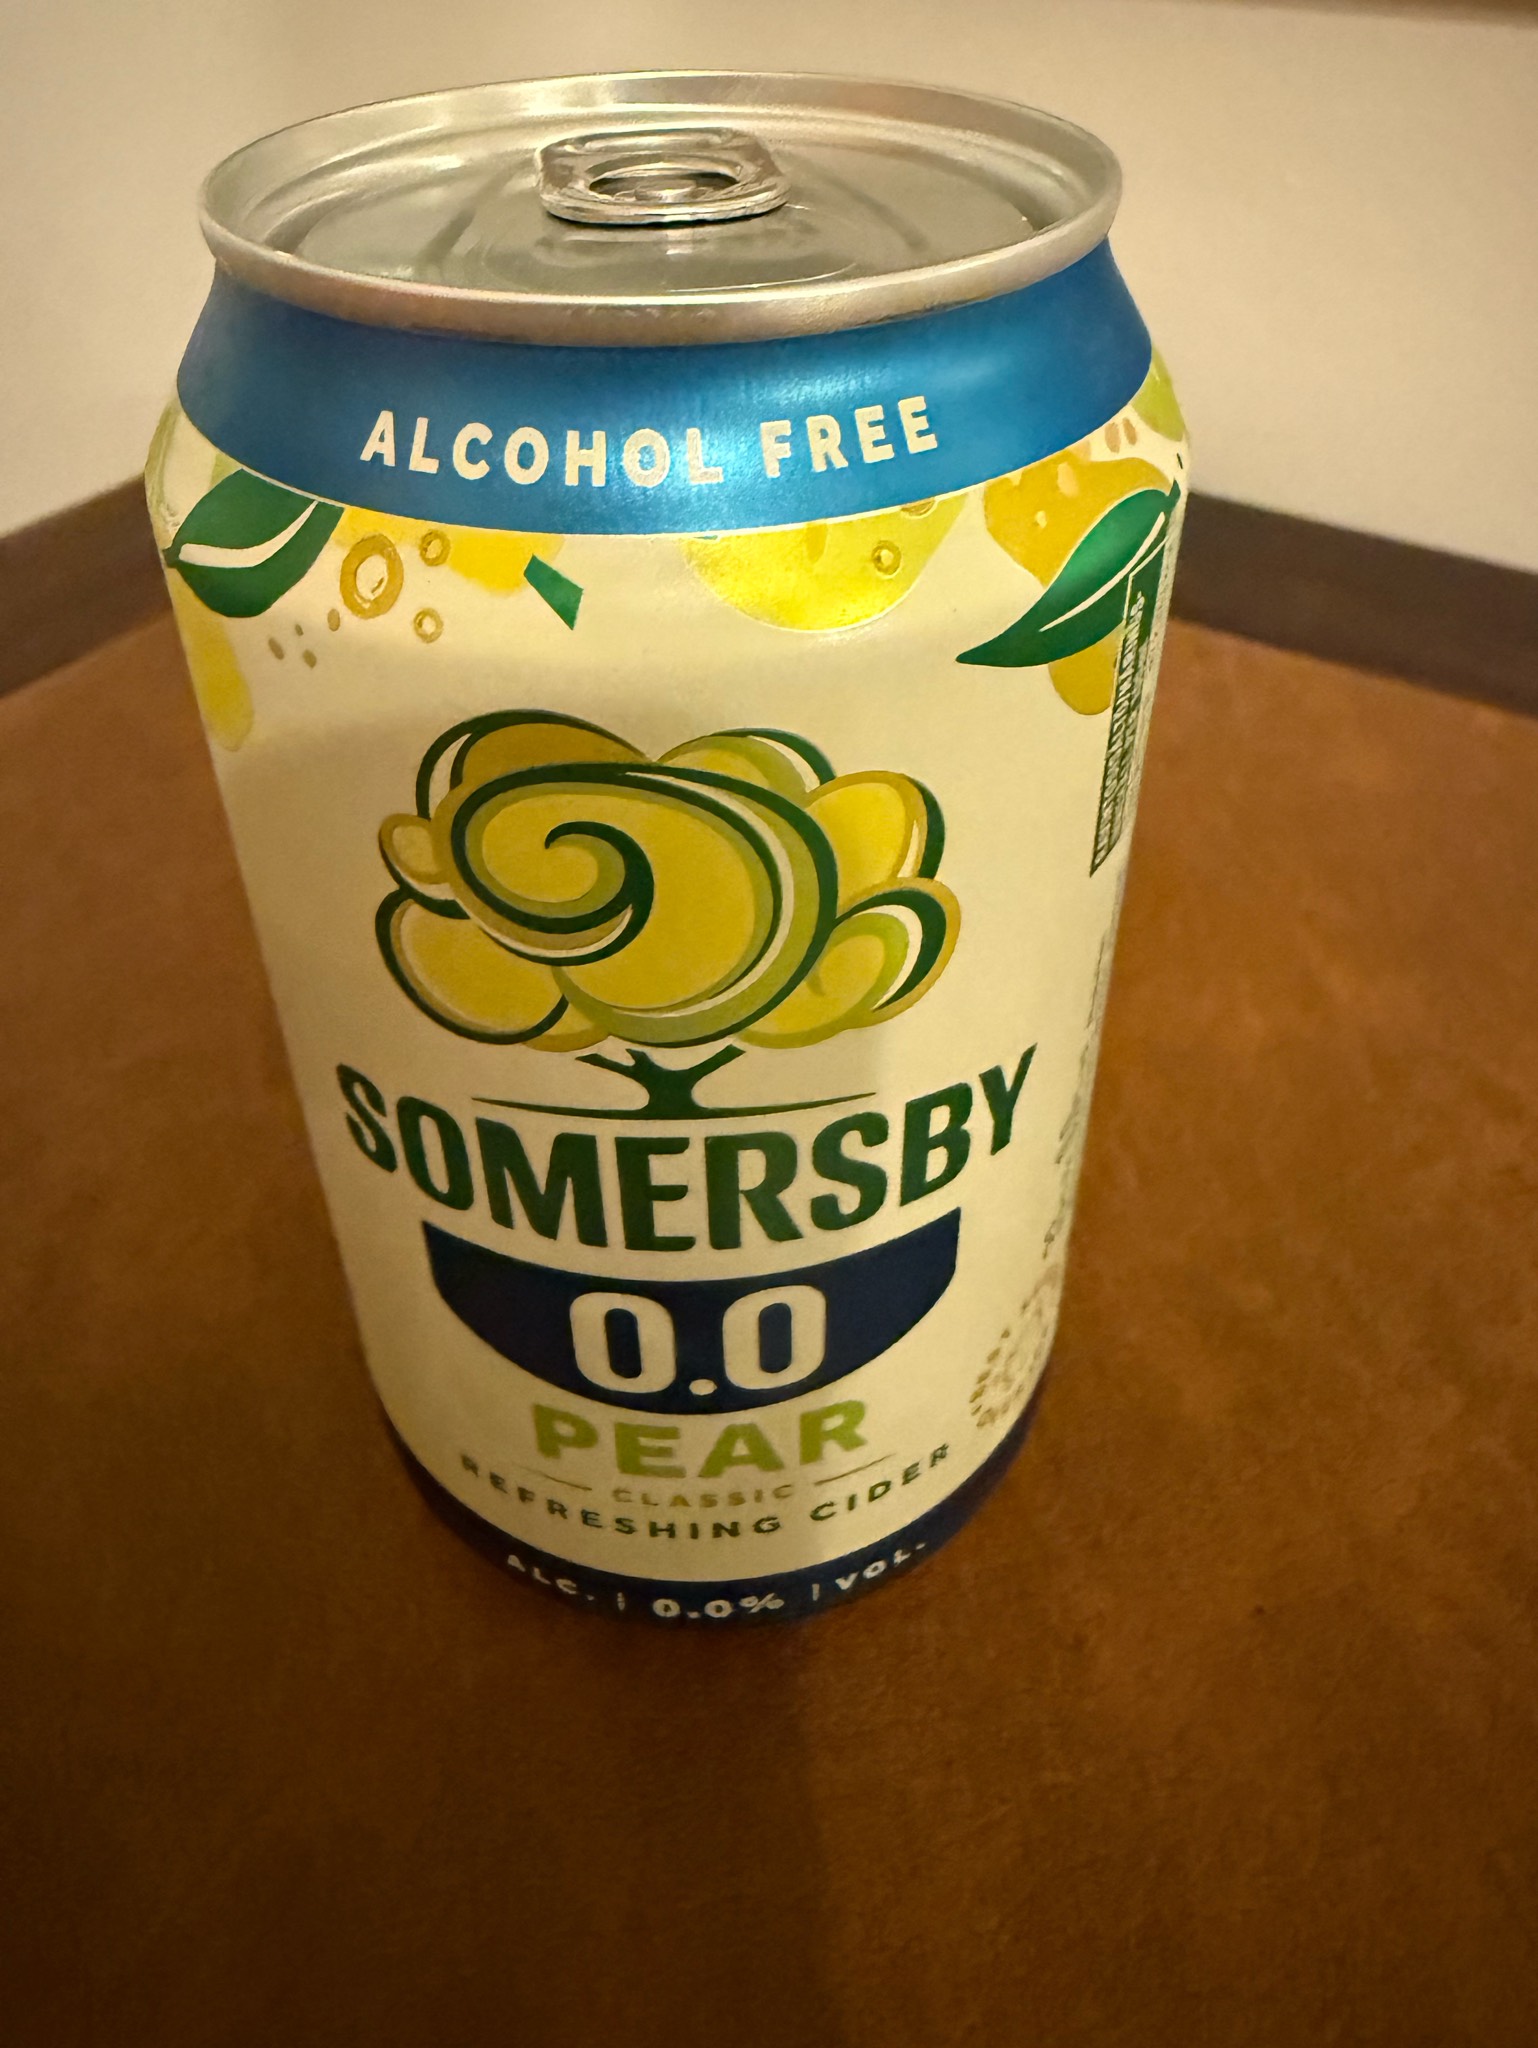 ALCOHOL FREE
SOMERSBY
0.0
PEAR
CLASSIC
REFRESHING CIDER
ALC. | 0.0% | VOL.